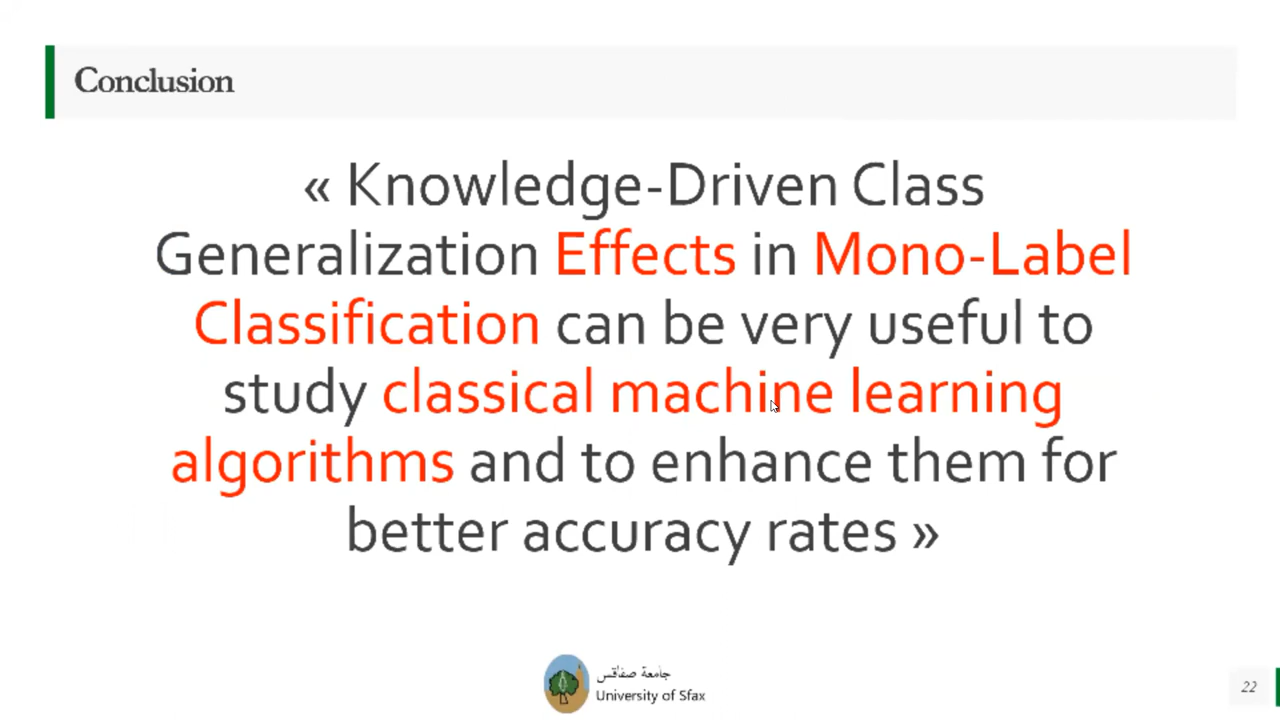 Conclusion
« Knowledge-Driven Class
Generalization Effects in Mono-Label
Classification can be very useful to
study classical machine learning
algorithms and to enhance them for
better accuracy rates »
جامعة صفاقس
University of Sfax
22